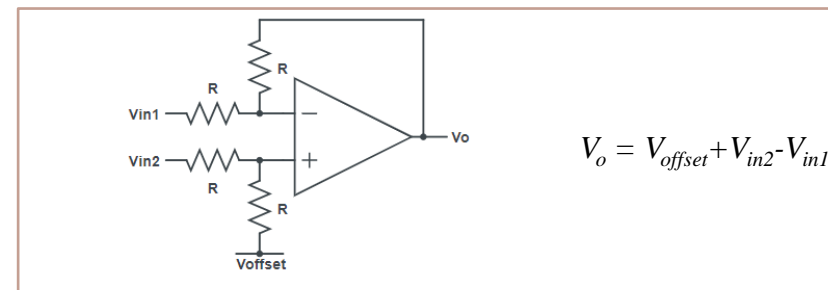 R
R
Vin1
−
Vo
Vin2
+
R
R
Voffset
Vo = Voffset+Vin2-Vin1